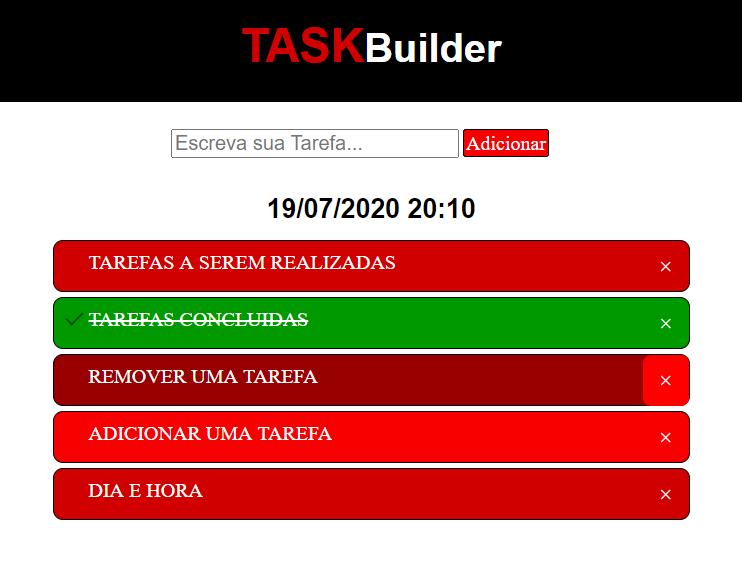 TASKBuilder
Escreva sua Tarefa... Adicionar
19/07/2020 20:10
TAREFAS A SEREM REALIZADAS ×
TAREFAS CONCLUIDAS ×
REMOVER UMA TAREFA ×
ADICIONAR UMA TAREFA ×
DIA E HORA ×